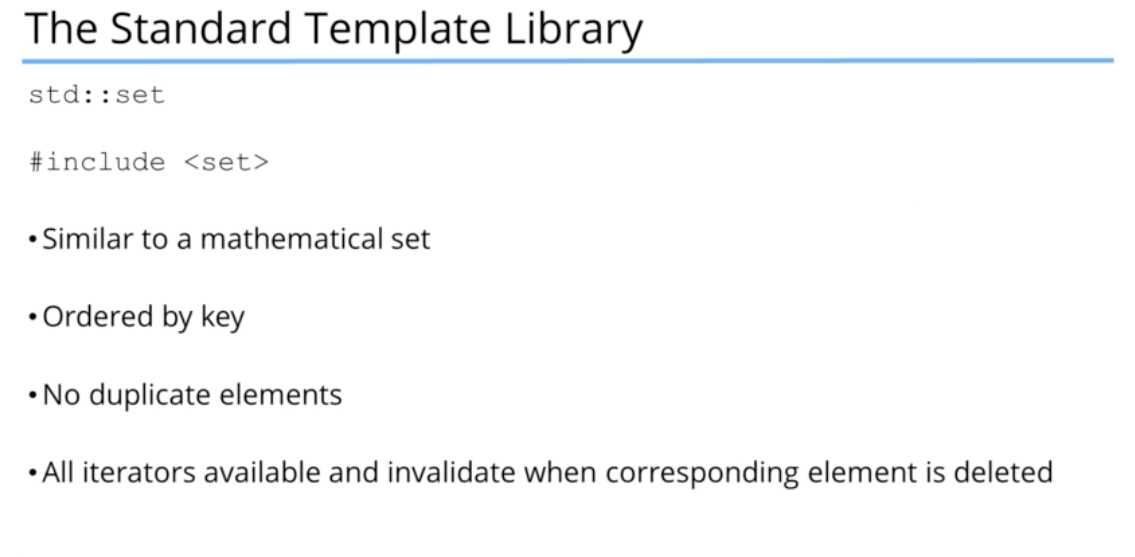 The Standard Template Library
std::set
#include <set>
•Similar to a mathematical set
•Ordered by key
•No duplicate elements
•All iterators available and invalidate when corresponding element is deleted